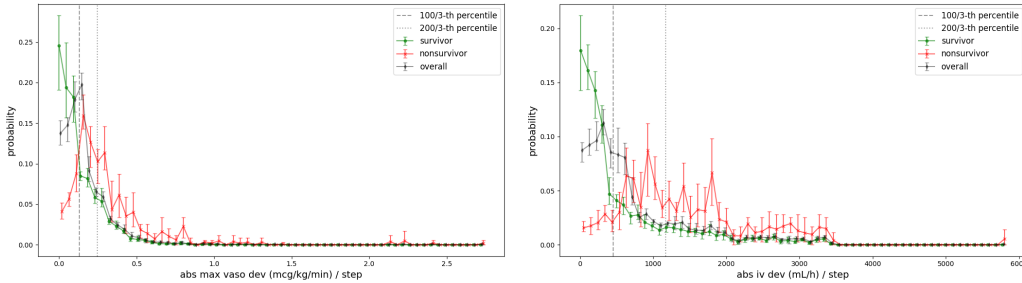 100/3-th percentile
200/3-th percentile
survivor
nonsurvivor
overall
probability
0.25
0.20
0.15
0.10
0.05
0.00
0.0
0.5
1.0
1.5
2.0
2.5
abs max vaso dev (mcg/kg/min) / step
100/3-th percentile
200/3-th percentile
survivor
nonsurvivor
overall
probability
0.20
0.15
0.10
0.05
0.00
0
1000
2000
3000
4000
5000
6000
abs iv dev (mL/h) / step